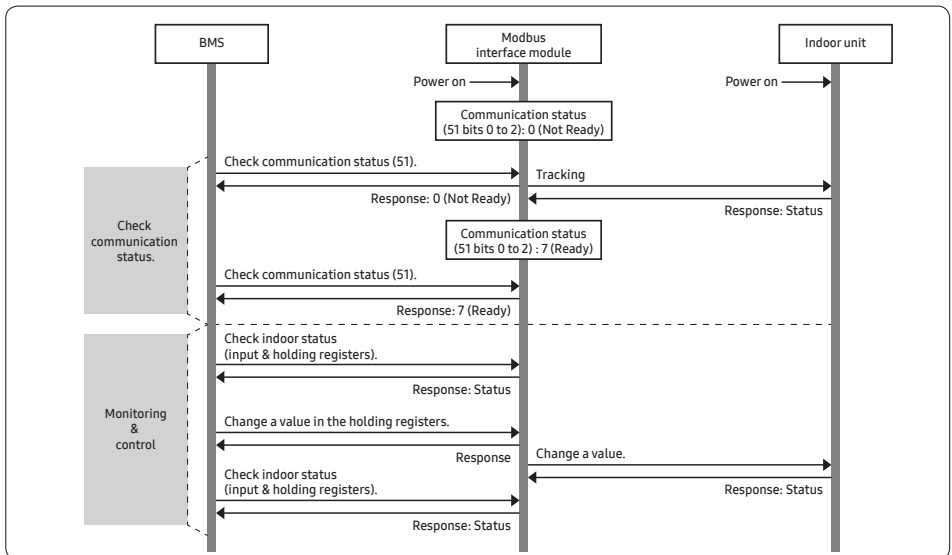 BMS
Modbus
interface module
Indoor unit
Power on
Power on
Communication status
(51 bits 0 to 2): 0 (Not Ready)
Check communication status (51).
Tracking
Response: 0 (Not Ready)
Response: Status
Check
communication
status.
Communication status
(51 bits 0 to 2) : 7 (Ready)
Check communication status (51).
Response: 7 (Ready)
Check indoor status
(input & holding registers).
Response: Status
Monitoring
&
control
Change a value in the holding registers.
Response
Change a value.
Check indoor status
(input & holding registers).
Response: Status
Response: Status